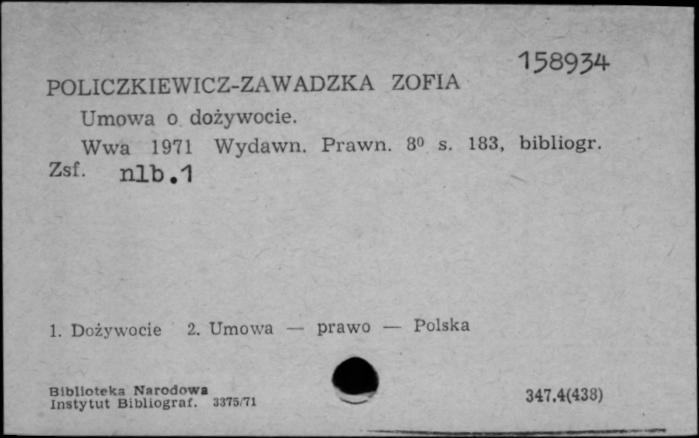 158934
POLICZKIEWICZ-ZAWADZKA ZOFIA
Umowa o dożywocie.
Wwa 1971 Wydawn. Prawn. 8⁰ s. 183, bibliogr.
Zsf. nlb.1
1. Dożywocie 2. Umowa — prawo — Polska
Biblioteka Narodowa
Instytut Bibliograf. 3375/71
347.4(438)